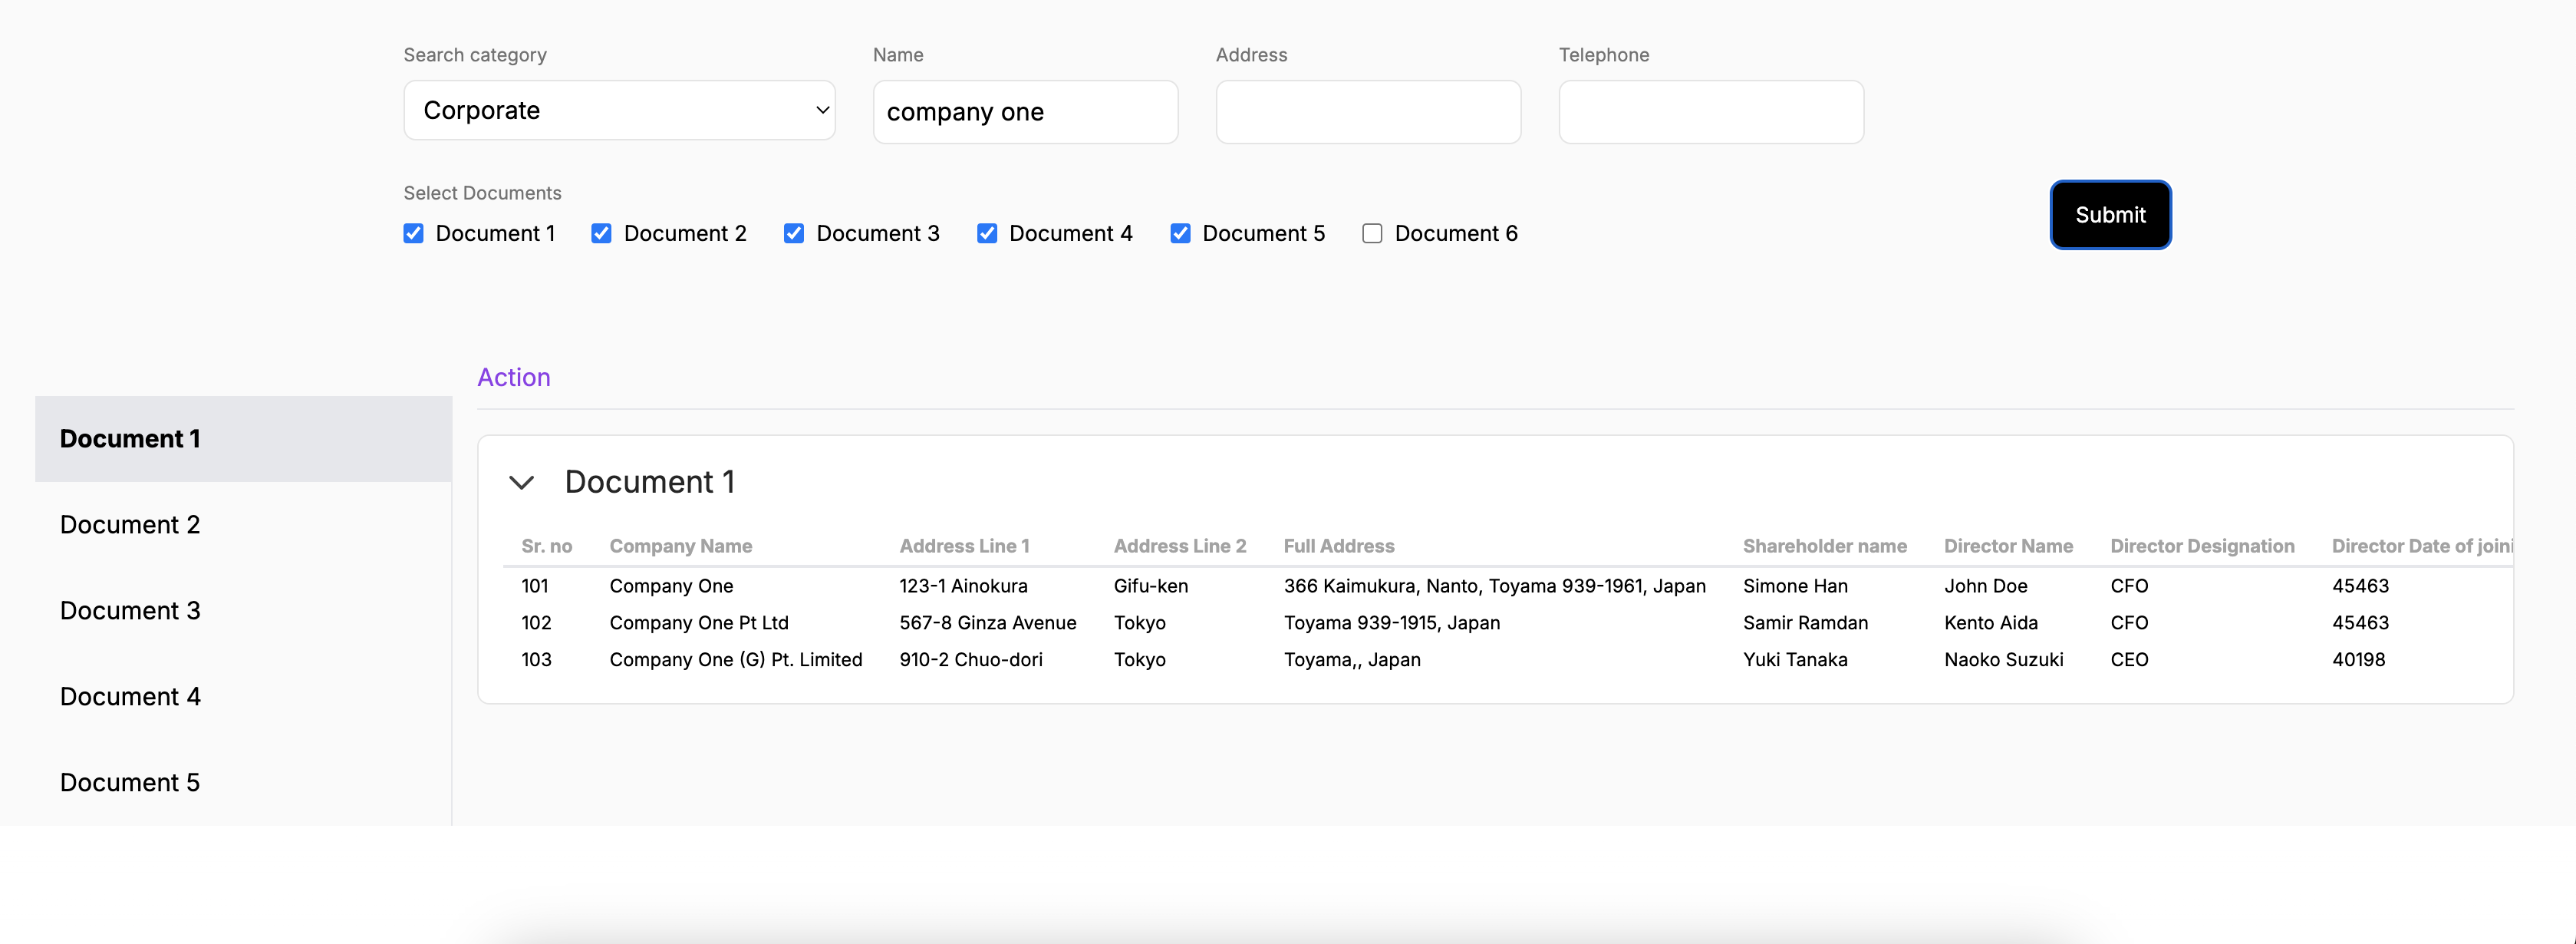 Search category
Name
Address
Telephone
Corporate
company one
Select Documents
Document 1
Document 2
Document 3
Document 4
Document 5
Document 6
Submit
Action
Document 1
Document 2
Document 3
Document 4
Document 5
Document 1
Sr. no Company Name Address Line 1 Address Line 2 Full Address Shareholder name Director Name Director Designation Director Date of joini
101 Company One 123-1 Ainokura Gifu-ken 366 Kaimukura, Nanto, Toyama 939-1961, Japan Simone Han John Doe CFO 45463
102 Company One Pt Ltd 567-8 Ginza Avenue Tokyo Toyama 939-1915, Japan Samir Ramdan Kento Aida CFO 45463
103 Company One (G) Pt. Limited 910-2 Chuo-dori Tokyo Toyama,, Japan Yuki Tanaka Naoko Suzuki CEO 40198